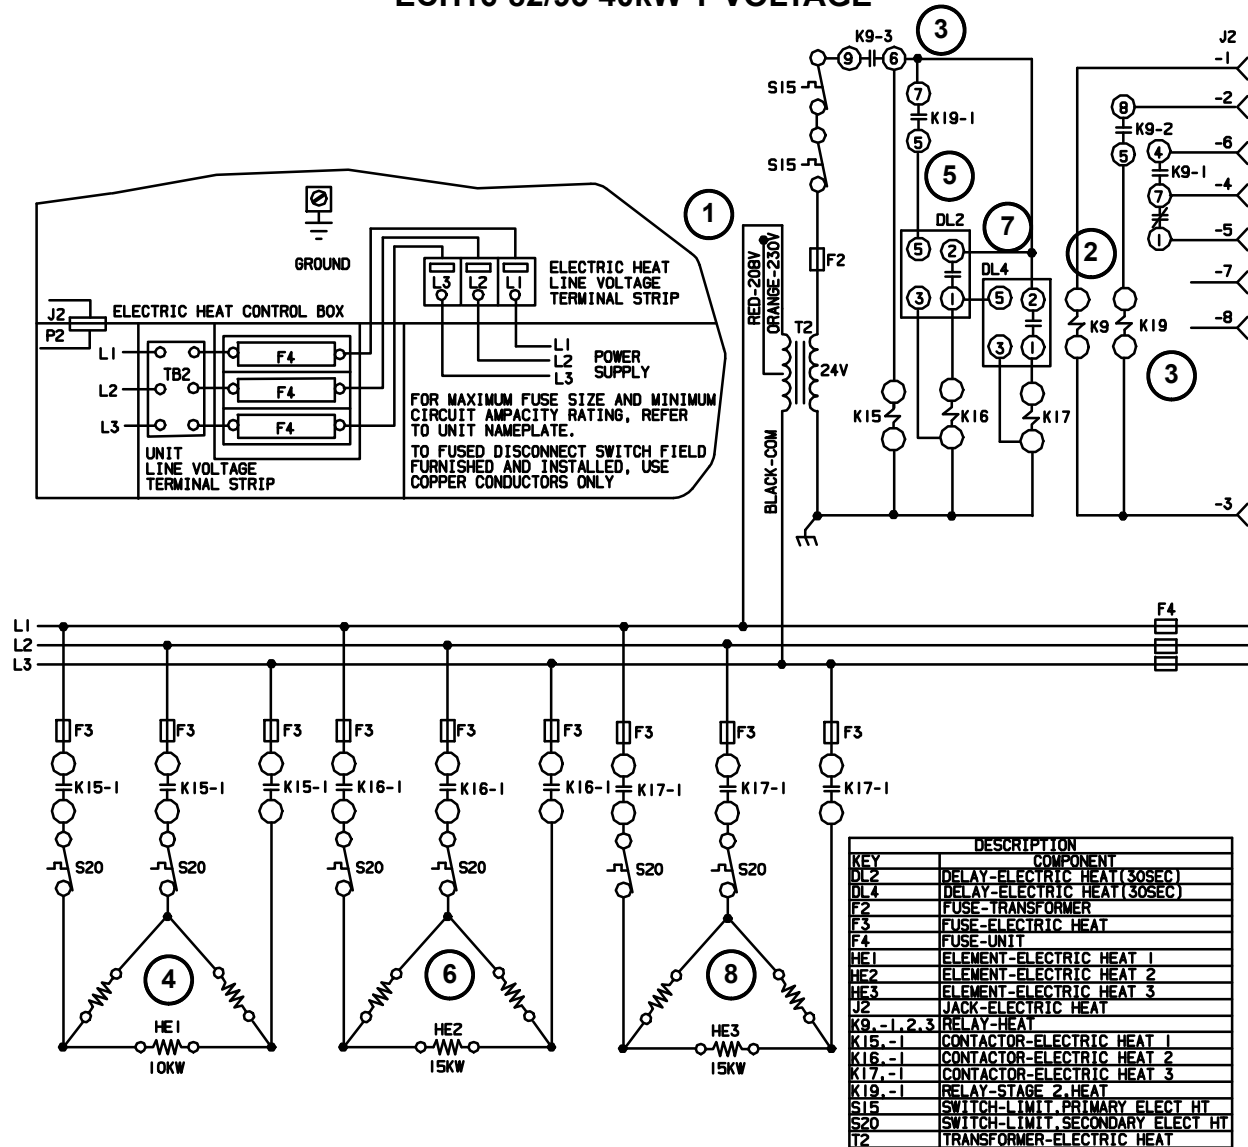 K9-3
3
J2
9
6
-1
S15
7
8
-2
K19-1
K9-2
5
5
4
-6
S15
K9-1
5
7
-4
1
DL2
7
1
-5
RED-208V
ORANGE-230V
5
2
DL4
2
F2
-7
3
1
5
2
K9
K19
-8
T2
24V
3
1
3
K15
K16
K17
BLACK-COM
-3
GROUND
L3
L2
L1
ELECTRIC HEAT
LINE VOLTAGE
TERMINAL STRIP
J2
P2
ELECTRIC HEAT CONTROL BOX
L1
L2
L3
TB2
F4
F4
F4
L1
L2
L3
POWER
SUPPLY
UNIT
LINE VOLTAGE
TERMINAL STRIP
FOR MAXIMUM FUSE SIZE AND MINIMUM
CIRCUIT AMPACITY RATING, REFER
TO UNIT NAMEPLATE.
TO FUSED DISCONNECT SWITCH FIELD
FURNISHED AND INSTALLED, USE
COPPER CONDUCTORS ONLY
L1
L2
L3
F4
F3 F3 F3 F3 F3 F3 F3 F3 F3
K15-1 K15-1 K15-1 K16-1 K16-1 K16-1 K17-1 K17-1 K17-1
S20 S20 S20 S20 S20 S20
4 6 8
HE1 HE2 HE3
10KW 15KW 15KW
DESCRIPTION
KEY COMPONENT
DL2 DELAY-ELECTRIC HEAT(30SEC)
DL4 DELAY-ELECTRIC HEAT(30SEC)
F2 FUSE-TRANSFORMER
F3 FUSE-ELECTRIC HEAT
F4 FUSE-UNIT
HE1 ELEMENT-ELECTRIC HEAT 1
HE2 ELEMENT-ELECTRIC HEAT 2
HE3 ELEMENT-ELECTRIC HEAT 3
J2 JACK-ELECTRIC HEAT
K9,-1,2,3 RELAY-HEAT
K15,-1 CONTACTOR-ELECTRIC HEAT 1
K16,-1 CONTACTOR-ELECTRIC HEAT 2
K17,-1 CONTACTOR-ELECTRIC HEAT 3
K19,-1 RELAY-STAGE 2,HEAT
S15 SWITCH-LIMIT,PRIMARY ELECT HT
S20 SWITCH-LIMIT,SECONDARY ELECT HT
T2 TRANSFORMER-ELECTRIC HEAT